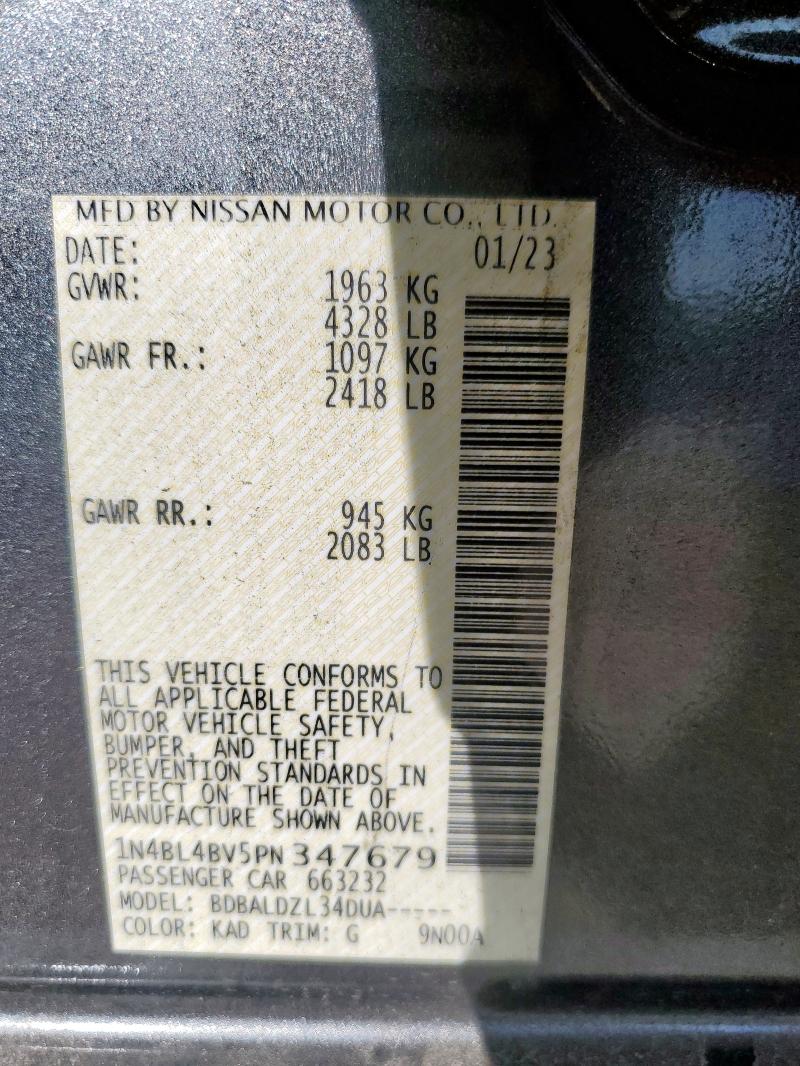 MFD BY NISSAN MOTOR CO., LTD.
DATE: 01/23
GVWR: 1963 KG
4328 LB
GAWR FR.: 1097 KG
2418 LB
GAWR RR.: 945 KG
2083 LB
THIS VEHICLE CONFORMS TO
ALL APPLICABLE FEDERAL
MOTOR VEHICLE SAFETY,
BUMPER, AND THEFT
PREVENTION STANDARDS IN
EFFECT ON THE DATE OF
MANUFACTURE SHOWN ABOVE.
1N4BL4BV5PN347679
PASSENGER CAR 663232
MODEL: BDBALDZL34DUA-----
COLOR: KAD TRIM: G 9N00A